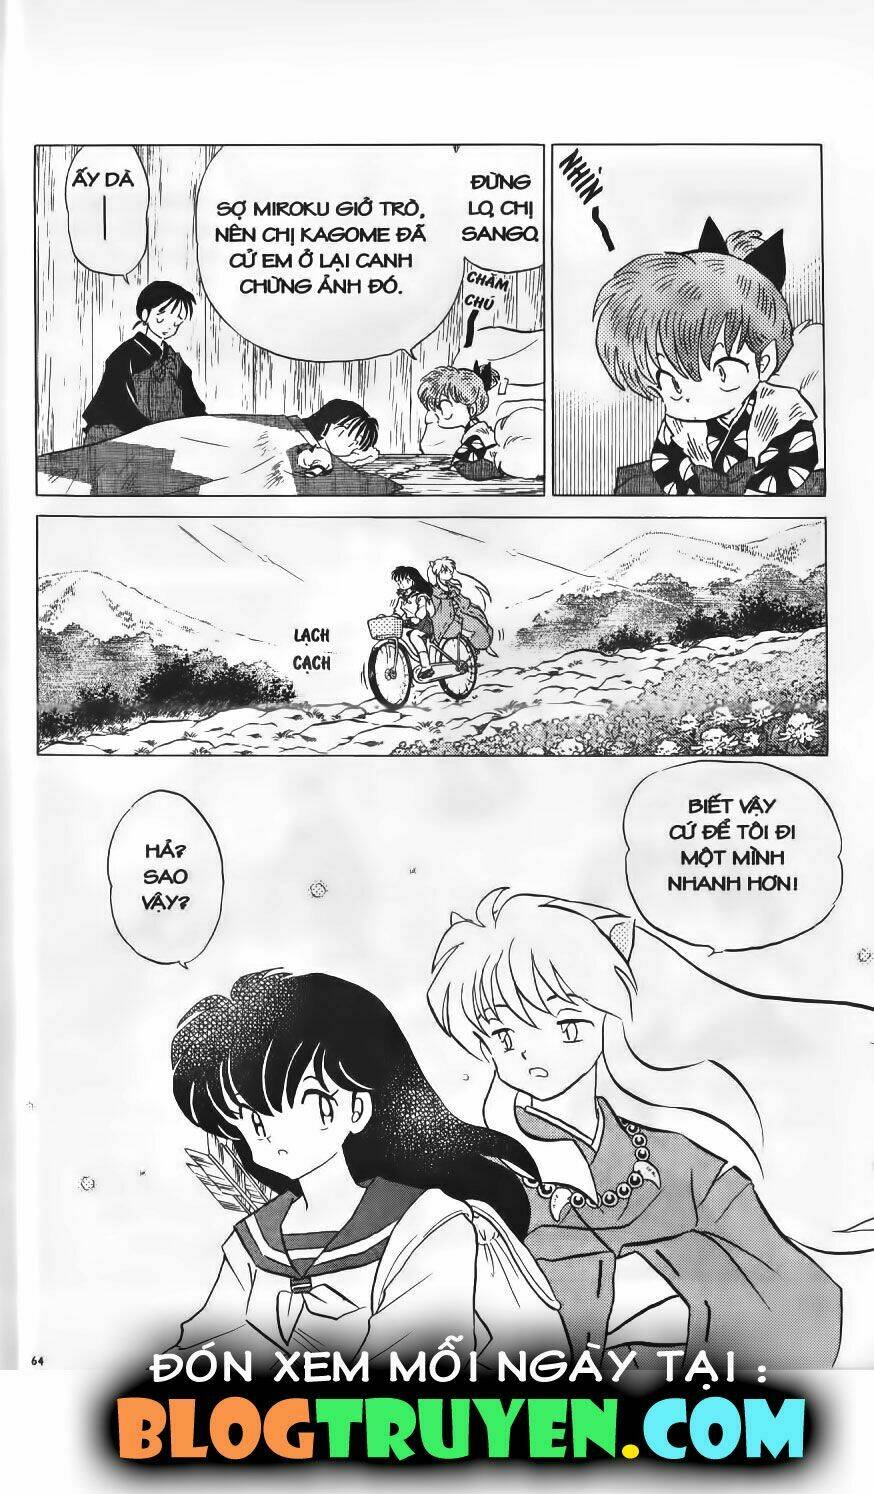 ẤY DÀ
SỢ MIROKU GIỞ TRÒ,
NÊN CHỊ KAGOME ĐÃ
CỬ EM Ở LẠI CANH
CHỪNG ẢNH ĐÓ.
ĐỪNG
LO, CHỊ
SANGO.
CHĂM
CHÚ
NHÌN
LẠCH
CẠCH
HẢ?
SAO
VẬY?
BIẾT VẬY
CỨ ĐỂ TÔI ĐI
MỘT MÌNH
NHANH HƠN!
64
ĐÓN XEM MỖI NGÀY TẠI :
BLOGTRUYEN.COM